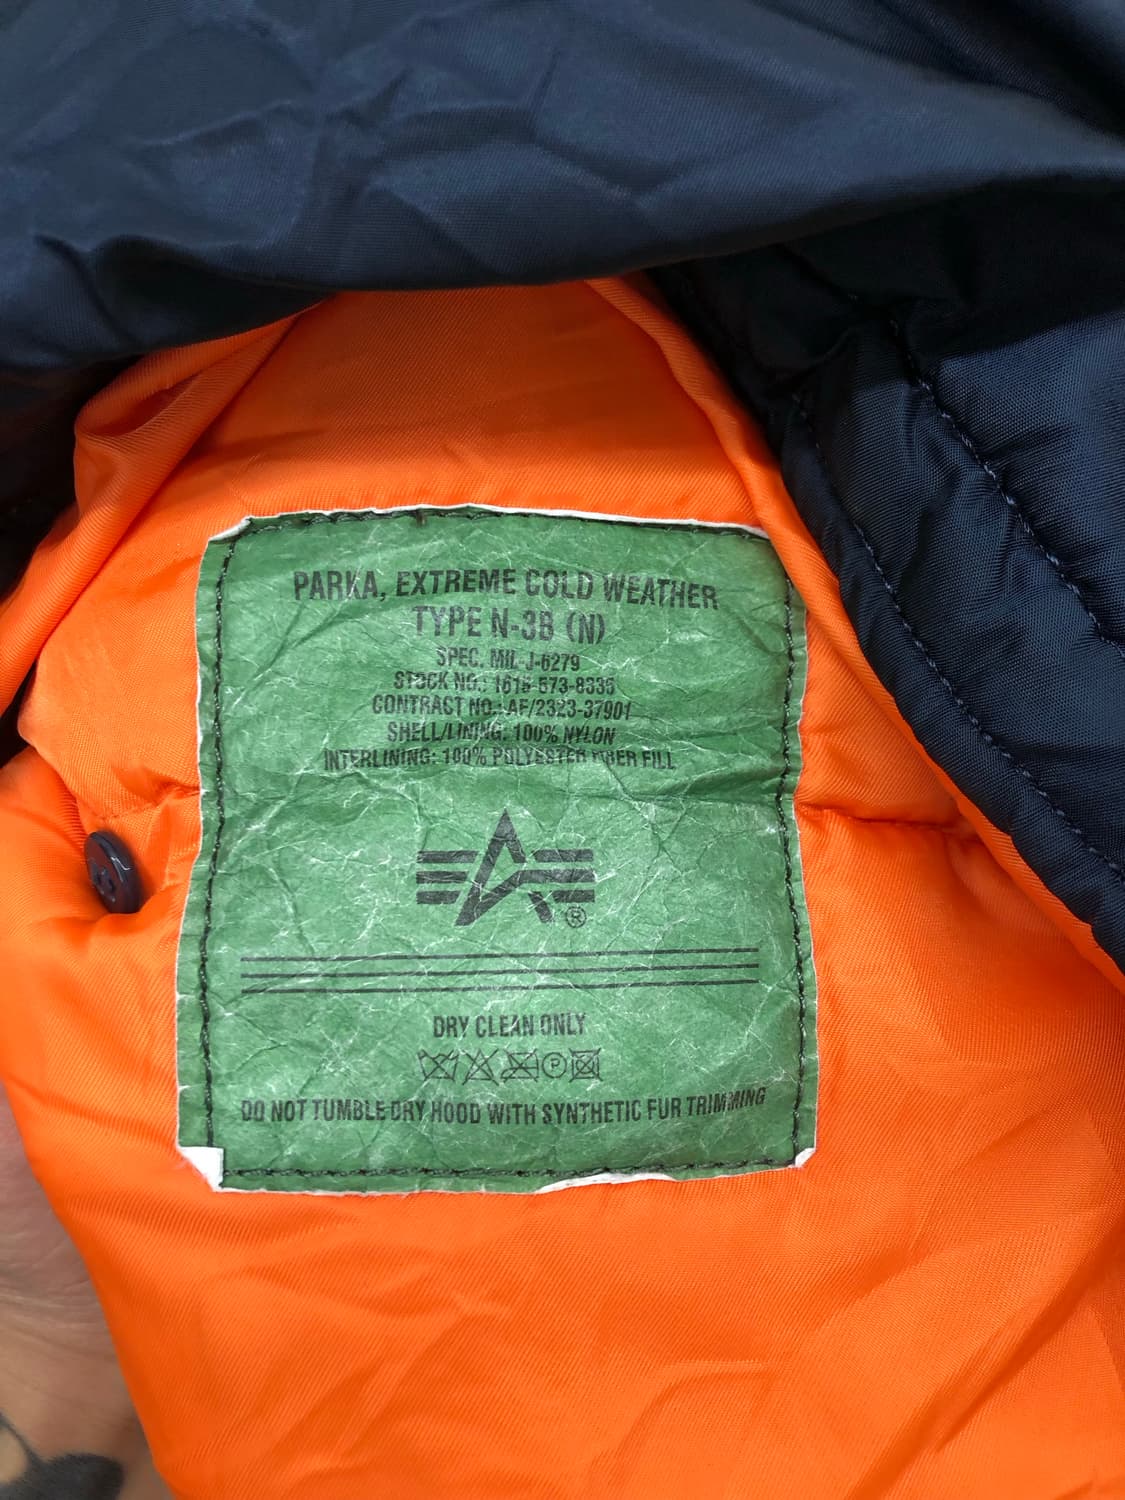 PARKA, EXTREME COLD WEATHER
TYPE N-3B (N)
SPEC. MIL-J-6279
STOCK NO.: 1615-573-8335
CONTRACT NO.: AF/2323-37901
SHELL/LINING: 100% NYLON
INTERLINING: 100% POLYESTER FIBER FILL
®
DRY CLEAN ONLY
P
DO NOT TUMBLE DRY HOOD WITH SYNTHETIC FUR TRIMMING